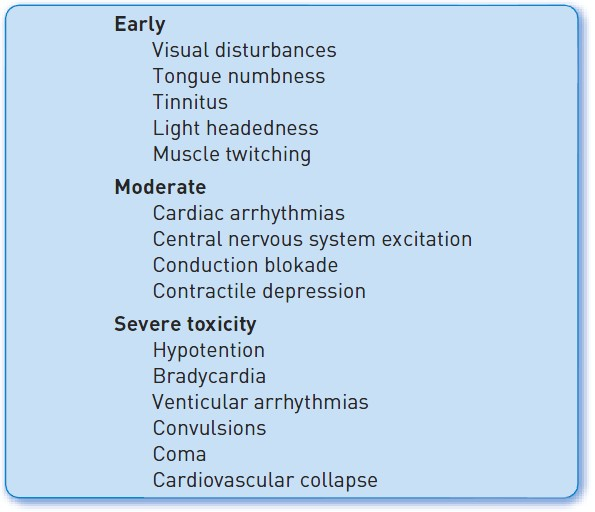 Early
Visual disturbances
Tongue numbness
Tinnitus
Light headedness
Muscle twitching
Moderate
Cardiac arrhythmias
Central nervous system excitation
Conduction blokade
Contractile depression
Severe toxicity
Hypotention
Bradycardia
Venticular arrhythmias
Convulsions
Coma
Cardiovascular collapse